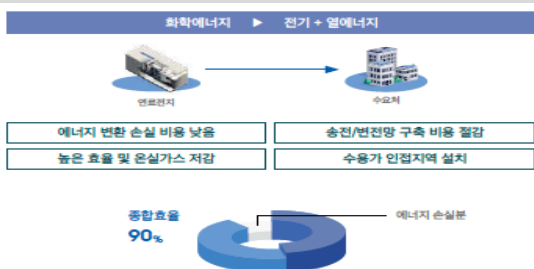 화학에너지 ▶ 전기 + 열에너지
연료전지
수요처
에너지 변환 손실 비용 낮음
송전/변전망 구축 비용 절감
높은 효율 및 온실가스 저감
수용가 인접지역 설치
종합효율
90%
에너지 손실분